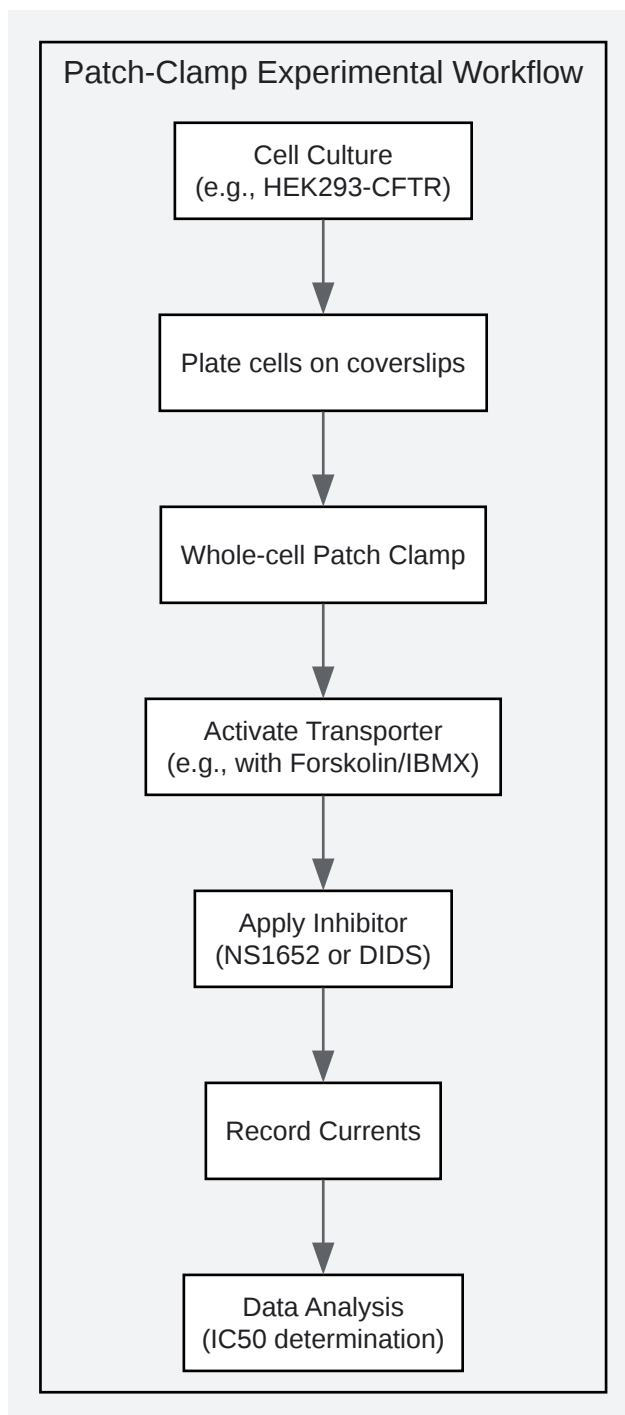 Patch-Clamp Experimental Workflow
Cell Culture
(e.g., HEK293-CFTR)
Plate cells on coverslips
Whole-cell Patch Clamp
Activate Transporter
(e.g., with Forskolin/IBMX)
Apply Inhibitor
(NS1652 or DIDS)
Record Currents
Data Analysis
(IC50 determination)